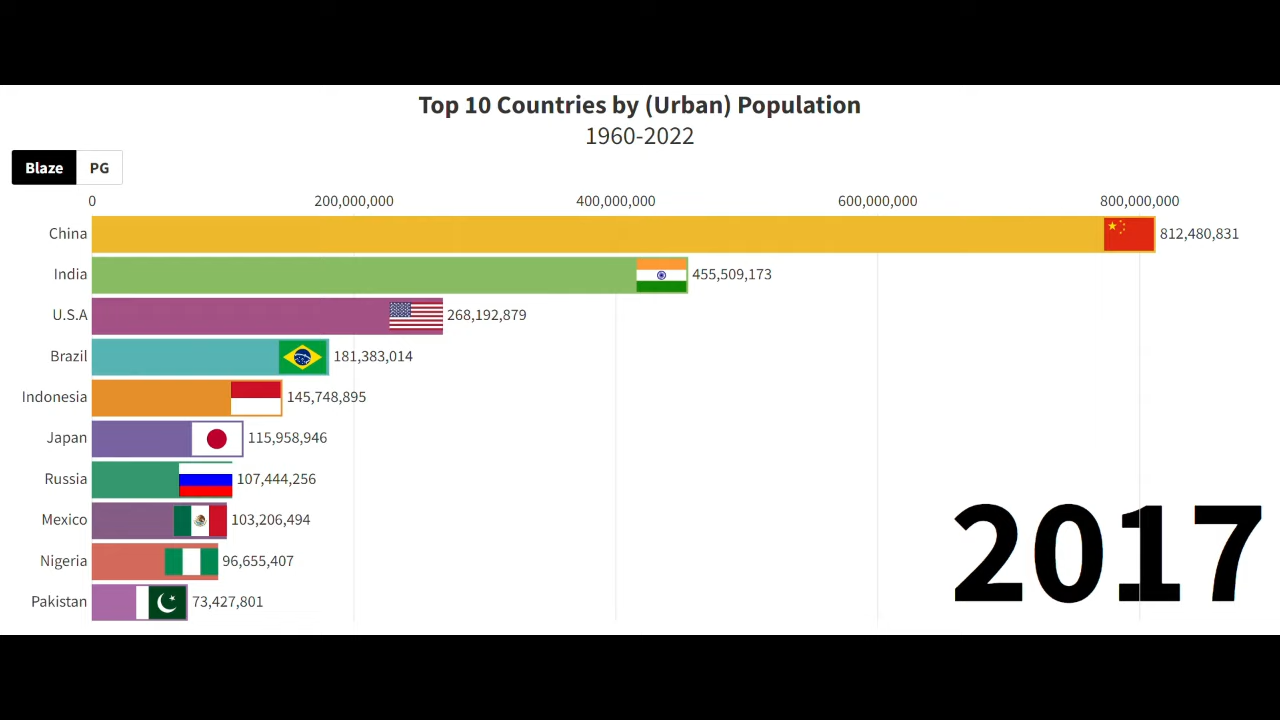 Top 10 Countries by (Urban) Population
1960-2022
Blaze PG
0 200,000,000 400,000,000 600,000,000 800,000,000
China 812,480,831
India 455,509,173
U.S.A 268,192,879
Brazil 181,383,014
Indonesia 145,748,895
Japan 115,958,946
Russia 107,444,256
Mexico 103,206,494
Nigeria 96,655,407
Pakistan 73,427,801
2017